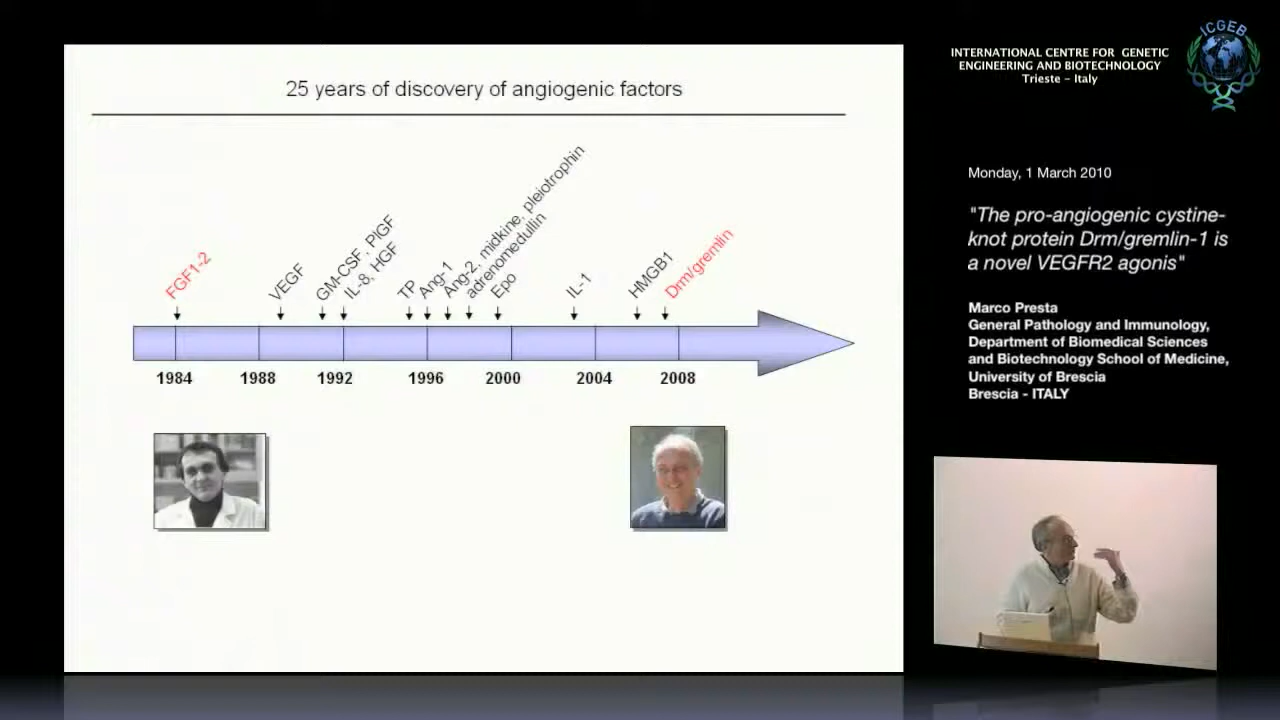 25 years of discovery of angiogenic factors
FGF1-2
VEGF
GM-CSF, PlGF
IL-8, HGF
TP
Ang-1
Ang-2, midkine, pleiotrophin
adrenomedullin
Epo
IL-1
HMGB1
Drm/gremlin
1984
1988
1992
1996
2000
2004
2008
INTERNATIONAL CENTRE FOR GENETIC
ENGINEERING AND BIOTECHNOLOGY
Trieste - Italy
ICGEB
Monday, 1 March 2010
"The pro-angiogenic cystine-
knot protein Drm/gremlin-1 is
a novel VEGFR2 agonis"
Marco Presta
General Pathology and Immunology,
Department of Biomedical Sciences
and Biotechnology School of Medicine,
University of Brescia
Brescia - ITALY